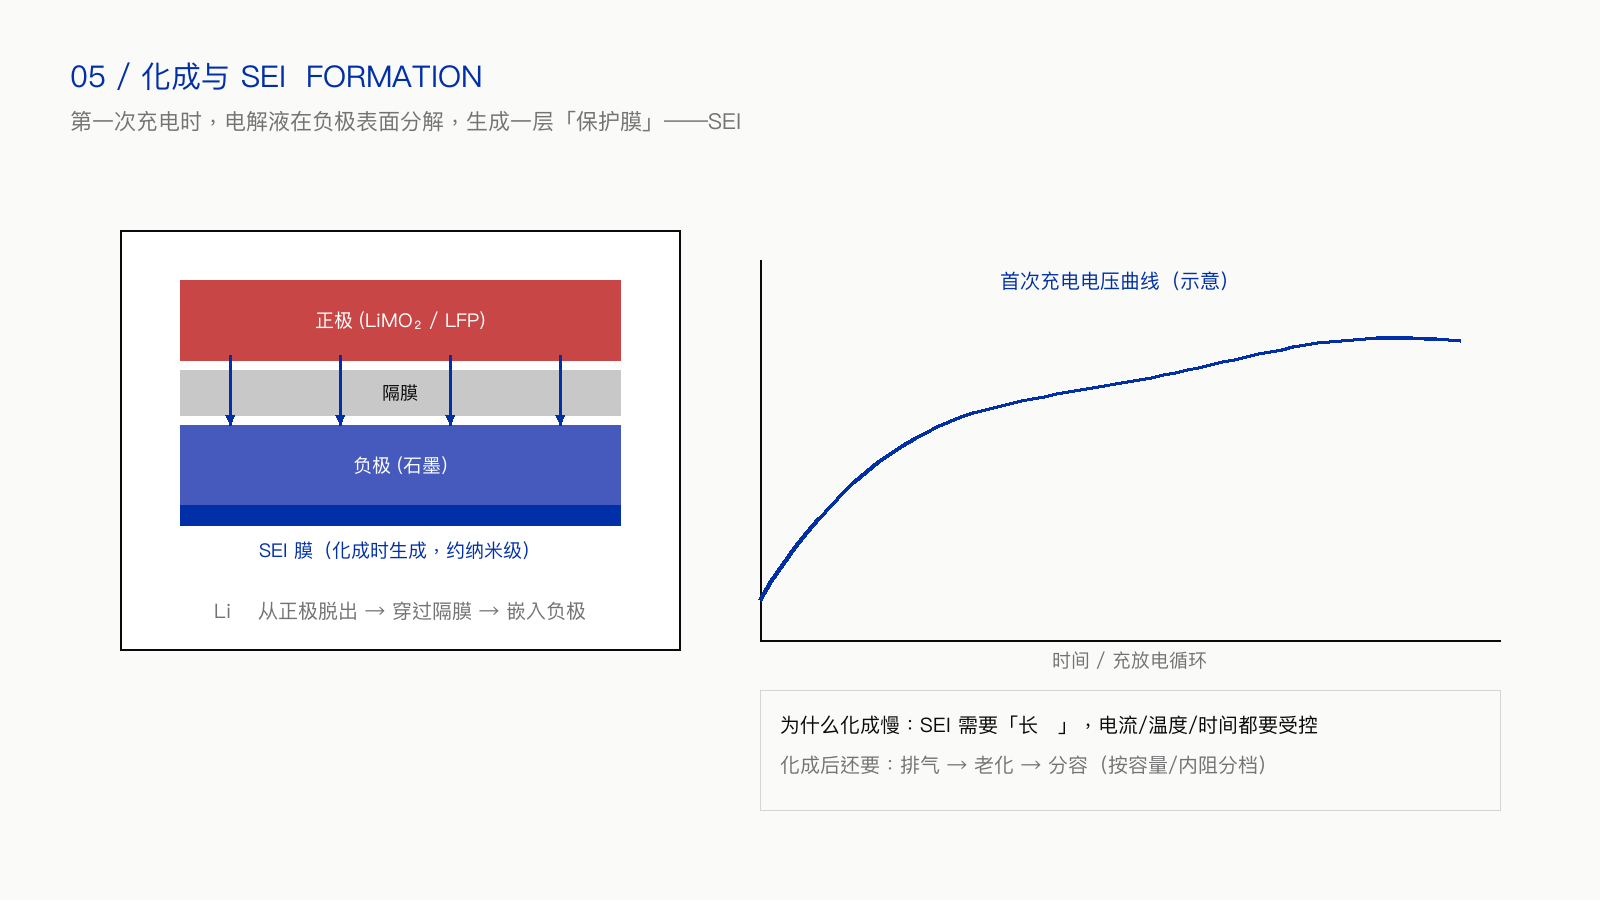 05 / 化成与 SEI FORMATION
第一次充电时，电解液在负极表面分解，生成一层「保护膜」——SEI
正极 (LiMO₂ / LFP)
隔膜
负极 (石墨)
SEI 膜（化成时生成，约纳米级）
Li 从正极脱出 → 穿过隔膜 → 嵌入负极
首次充电电压曲线（示意）
时间 / 充放电循环
为什么化成慢：SEI 需要「长 」，电流/温度/时间都要受控
化成后还要：排气 → 老化 → 分容（按容量/内阻分档）